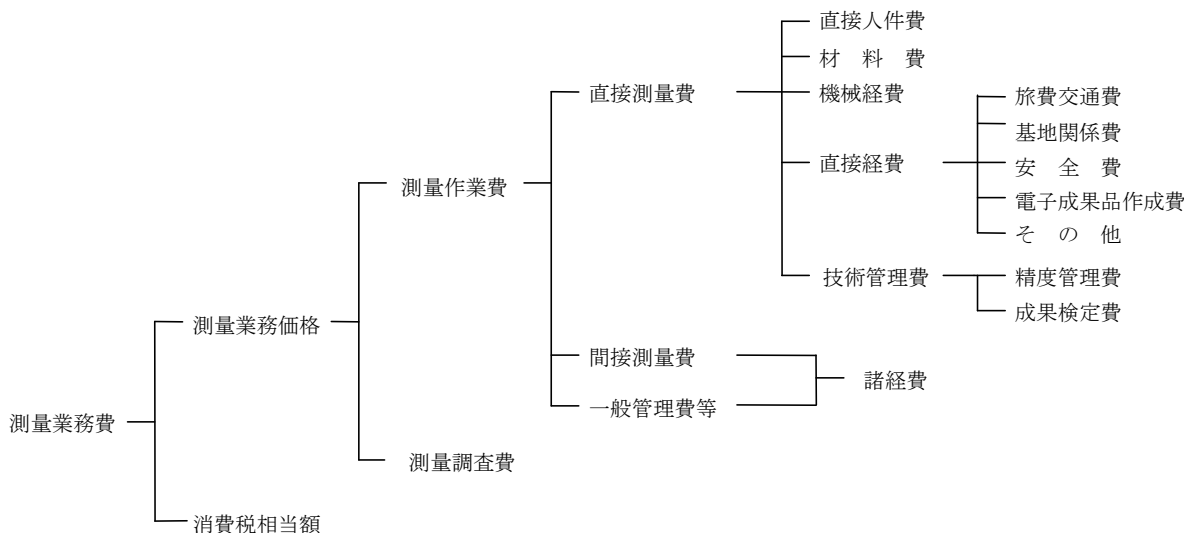 直接人件費
材　料　費
直接測量費
機械経費
旅費交通費
基地関係費
直接経費
安　全　費
測量作業費
電子成果品作成費
そ　の　他
技術管理費
精度管理費
成果検定費
測量業務価格
間接測量費
諸経費
一般管理費等
測量業務費
測量調査費
消費税相当額